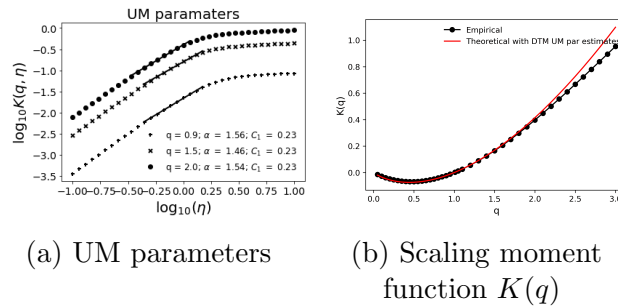 UM paramaters
log₁₀K(q, η)
0.0
−0.5
−1.0
−1.5
−2.0
−2.5
−3.0
−3.5
q = 0.9; α = 1.56; C₁ = 0.23
q = 1.5; α = 1.46; C₁ = 0.23
q = 2.0; α = 1.54; C₁ = 0.23
−1.00−0.75−0.50−0.25 0.00 0.25 0.50 0.75 1.00
log₁₀(η)
Empirical
Theoretical with DTM UM par estimates
K(q)
1.0
0.8
0.6
0.4
0.2
0.0
0.0 0.5 1.0 1.5 2.0 2.5 3.0
q
(a) UM parameters
(b) Scaling moment
function K(q)